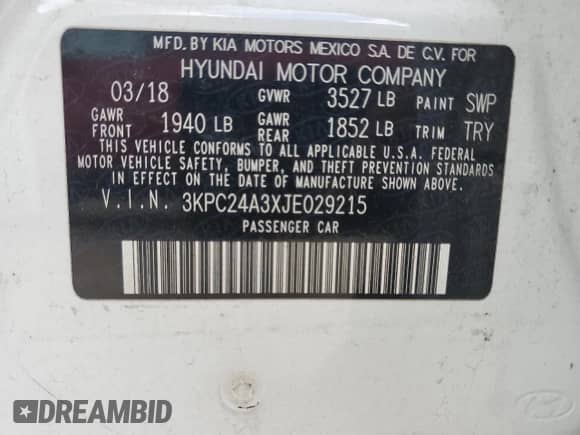 MFD. BY KIA MOTORS MEXICO S.A. DE C.V. FOR
HYUNDAI MOTOR COMPANY
03/18 GVWR 3527 LB PAINT SWP
GAWR FRONT 1940 LB GAWR REAR 1852 LB TRIM TRY
THIS VEHICLE CONFORMS TO ALL APPLICABLE U.S.A. FEDERAL
MOTOR VEHICLE SAFETY, BUMPER, AND THEFT PREVENTION STANDARDS
IN EFFECT ON THE DATE OF MANUFACTURE SHOWN ABOVE.
V.I.N. 3KPC24A3XJE029215
PASSENGER CAR
DREAMBID